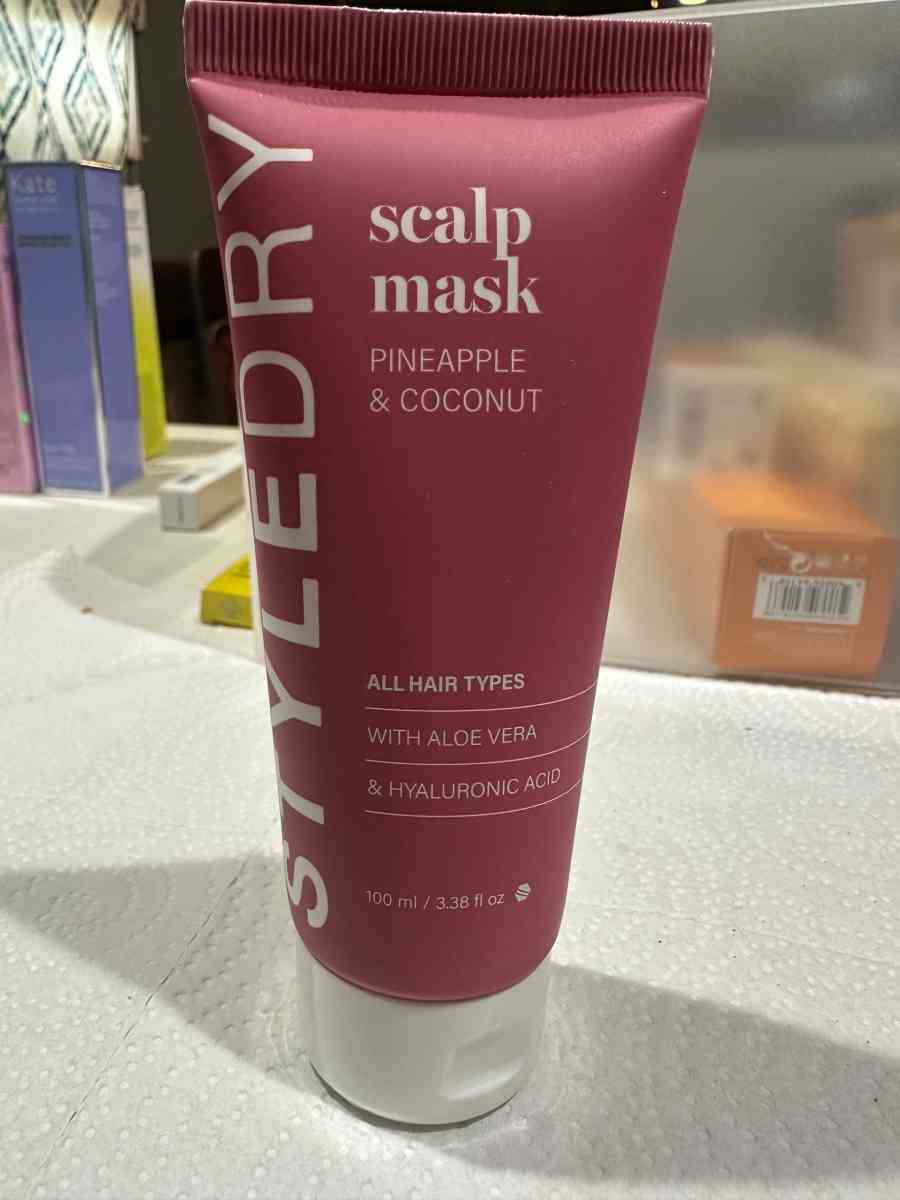 STYLEDRY
scalp
mask
PINEAPPLE
& COCONUT
ALL HAIR TYPES
WITH ALOE VERA
& HYALURONIC ACID
100 ml / 3.38 fl oz
Kate